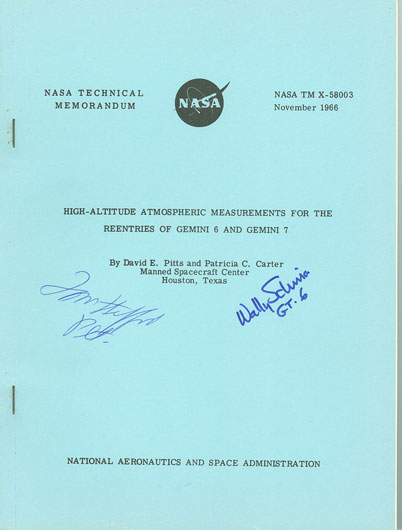 NASA TECHNICAL
MEMORANDUM
NASA
NASA TM X-58003
November 1966
HIGH-ALTITUDE ATMOSPHERIC MEASUREMENTS FOR THE
REENTRIES OF GEMINI 6 AND GEMINI 7
By David E. Pitts and Patricia C. Carter
Manned Spacecraft Center
Houston, Texas
Tom Stafford
Wally Schirra
GT-6
NATIONAL AERONAUTICS AND SPACE ADMINISTRATION